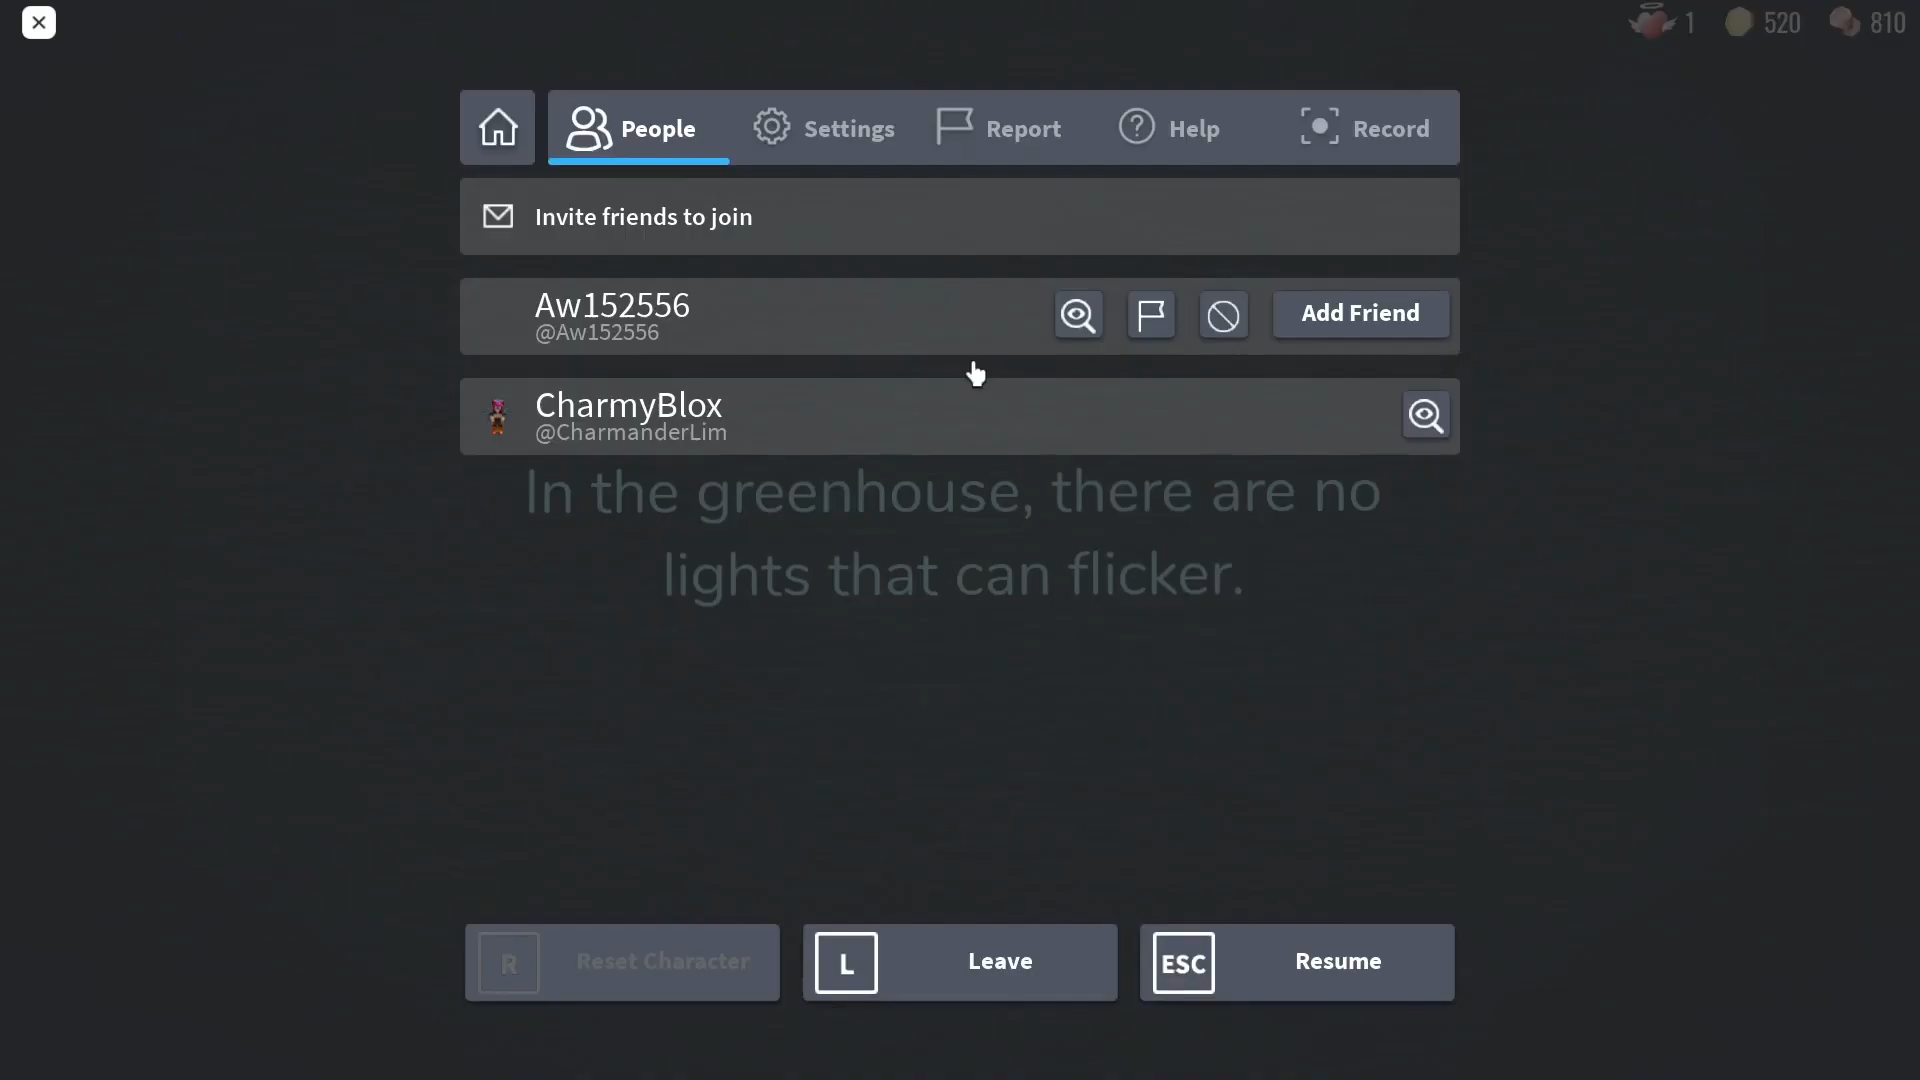 1 520 810
People Settings Report Help Record
Invite friends to join
Aw152556
@Aw152556
Add Friend
CharmyBlox
@CharmanderLim
In the greenhouse, there are no
lights that can flicker.
R Reset Character L Leave ESC Resume